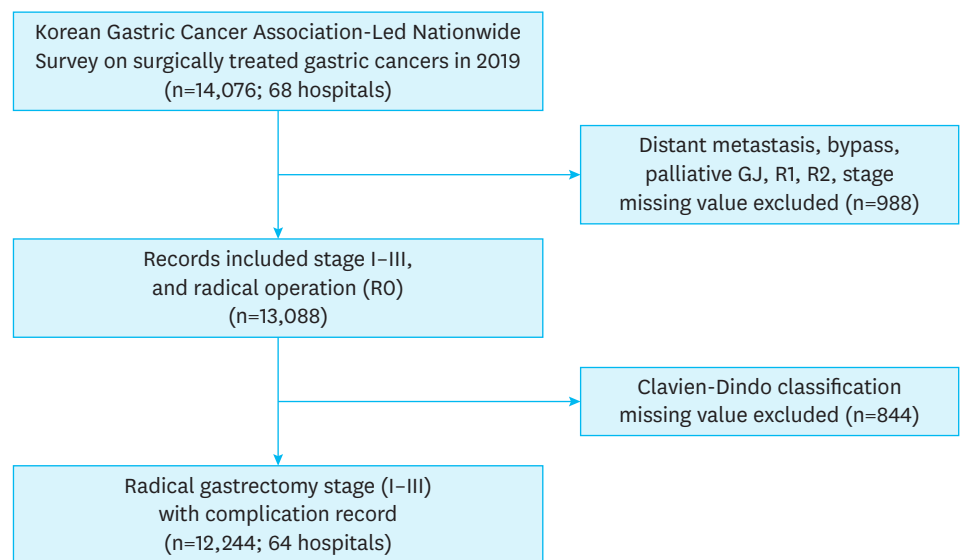 Korean Gastric Cancer Association-Led Nationwide
Survey on surgically treated gastric cancers in 2019
(n=14,076; 68 hospitals)
Distant metastasis, bypass,
palliative GJ, R1, R2, stage
missing value excluded (n=988)
Records included stage I–III,
and radical operation (R0)
(n=13,088)
Clavien-Dindo classification
missing value excluded (n=844)
Radical gastrectomy stage (I–III)
with complication record
(n=12,244; 64 hospitals)